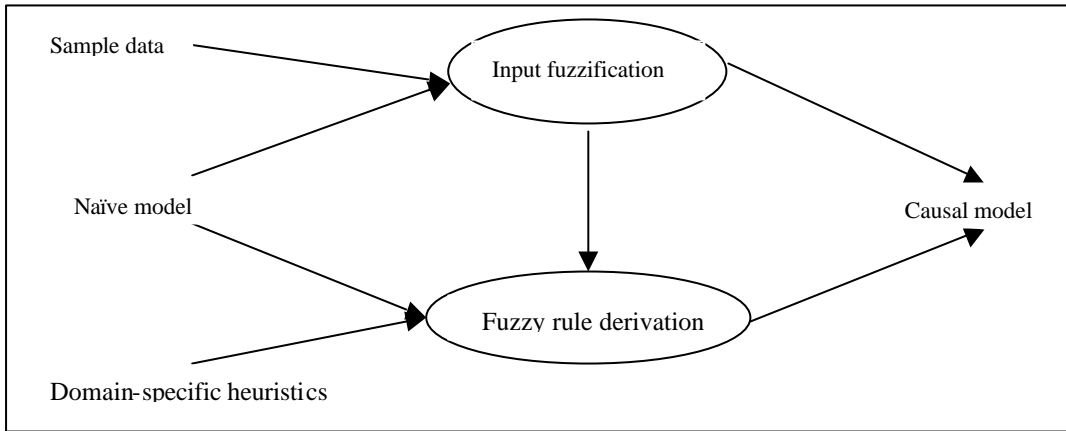 Sample data
Input fuzzification
Naïve model
Causal model
Fuzzy rule derivation
Domain-specific heuristics